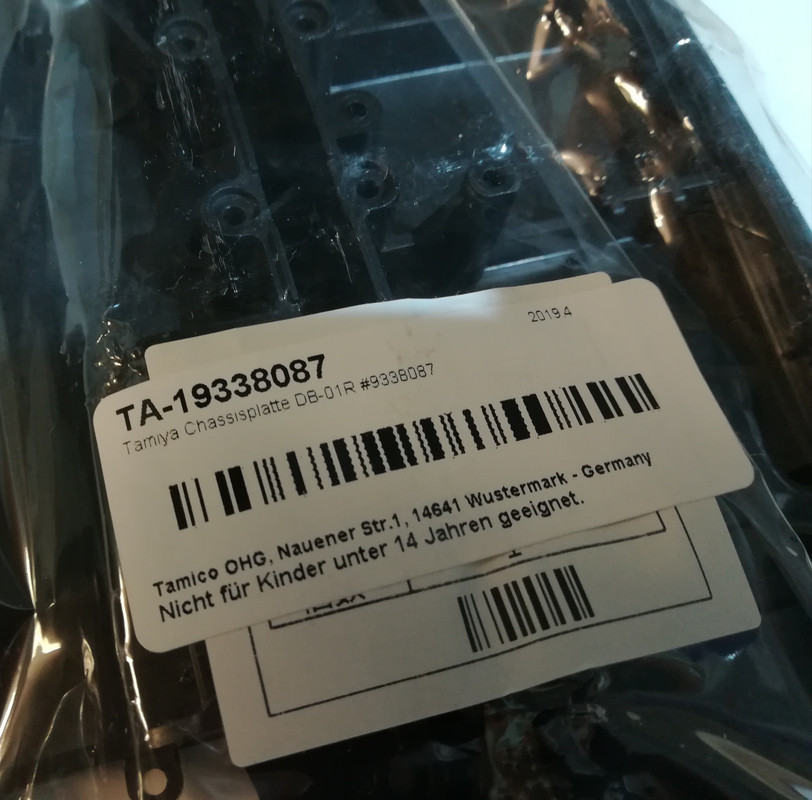 2019.4
TA-19338087
Tamiya Chassisplatte DB-01R #9338087
Tamico OHG, Nauener Str.1, 14641 Wustermark - Germany
Nicht für Kinder unter 14 Jahren geeignet.